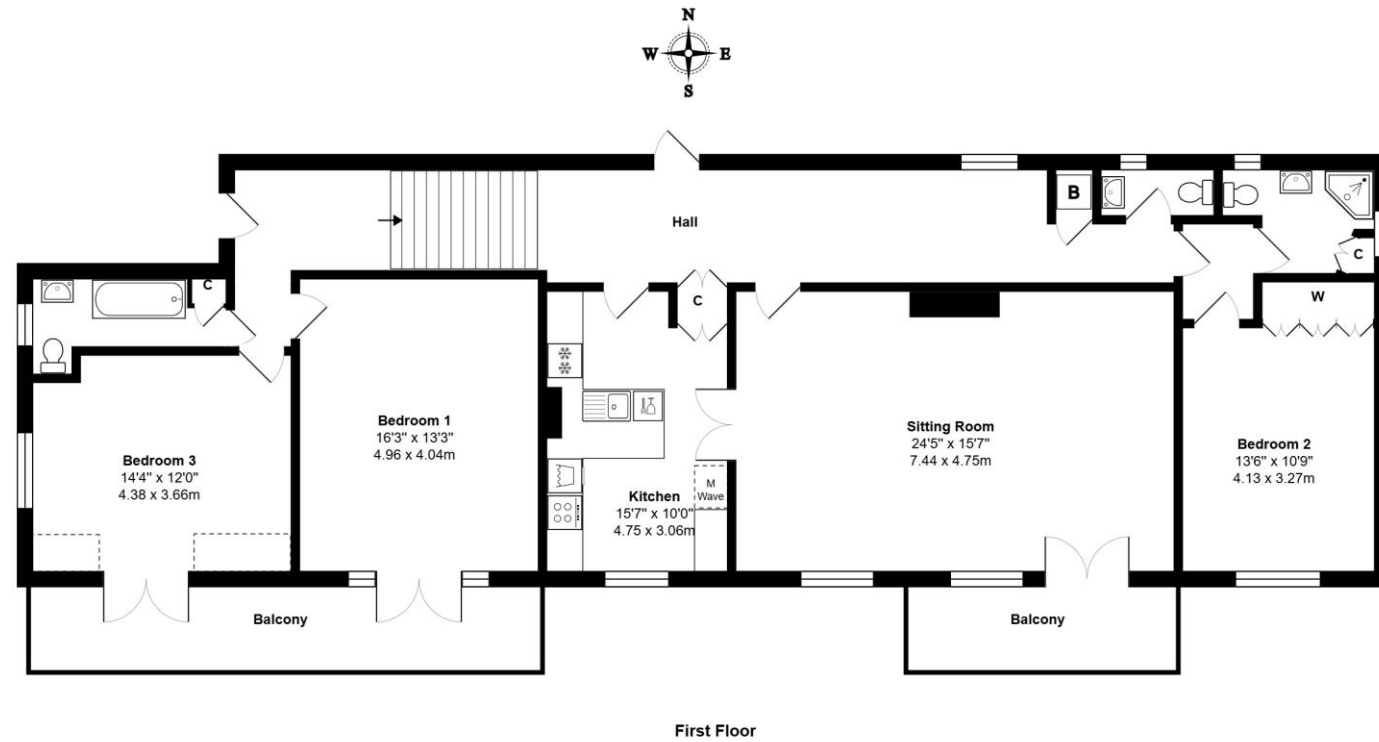 N
W E
S
Hall
B
C
C
C
W
Bedroom 1
16'3" x 13'3"
4.96 x 4.04m
Bedroom 3
14'4" x 12'0"
4.38 x 3.66m
Sitting Room
24'5" x 15'7"
7.44 x 4.75m
Bedroom 2
13'6" x 10'9"
4.13 x 3.27m
Kitchen
15'7" x 10'0"
4.75 x 3.06m
M
Wave
Balcony
Balcony
First Floor